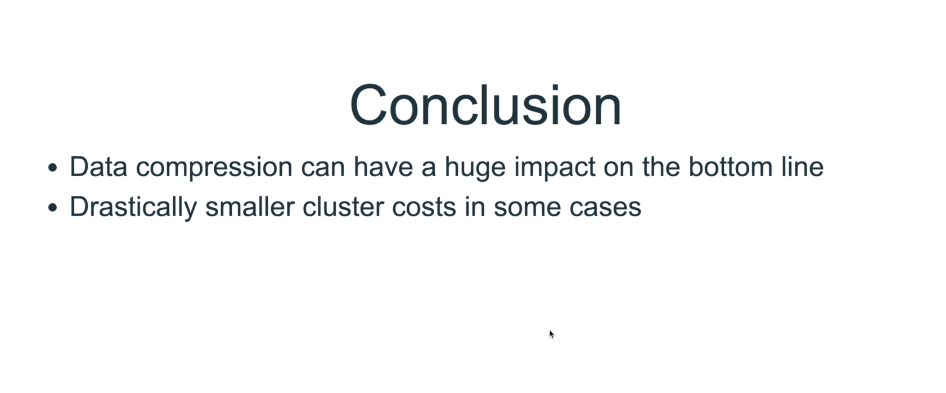 Conclusion
• Data compression can have a huge impact on the bottom line
• Drastically smaller cluster costs in some cases